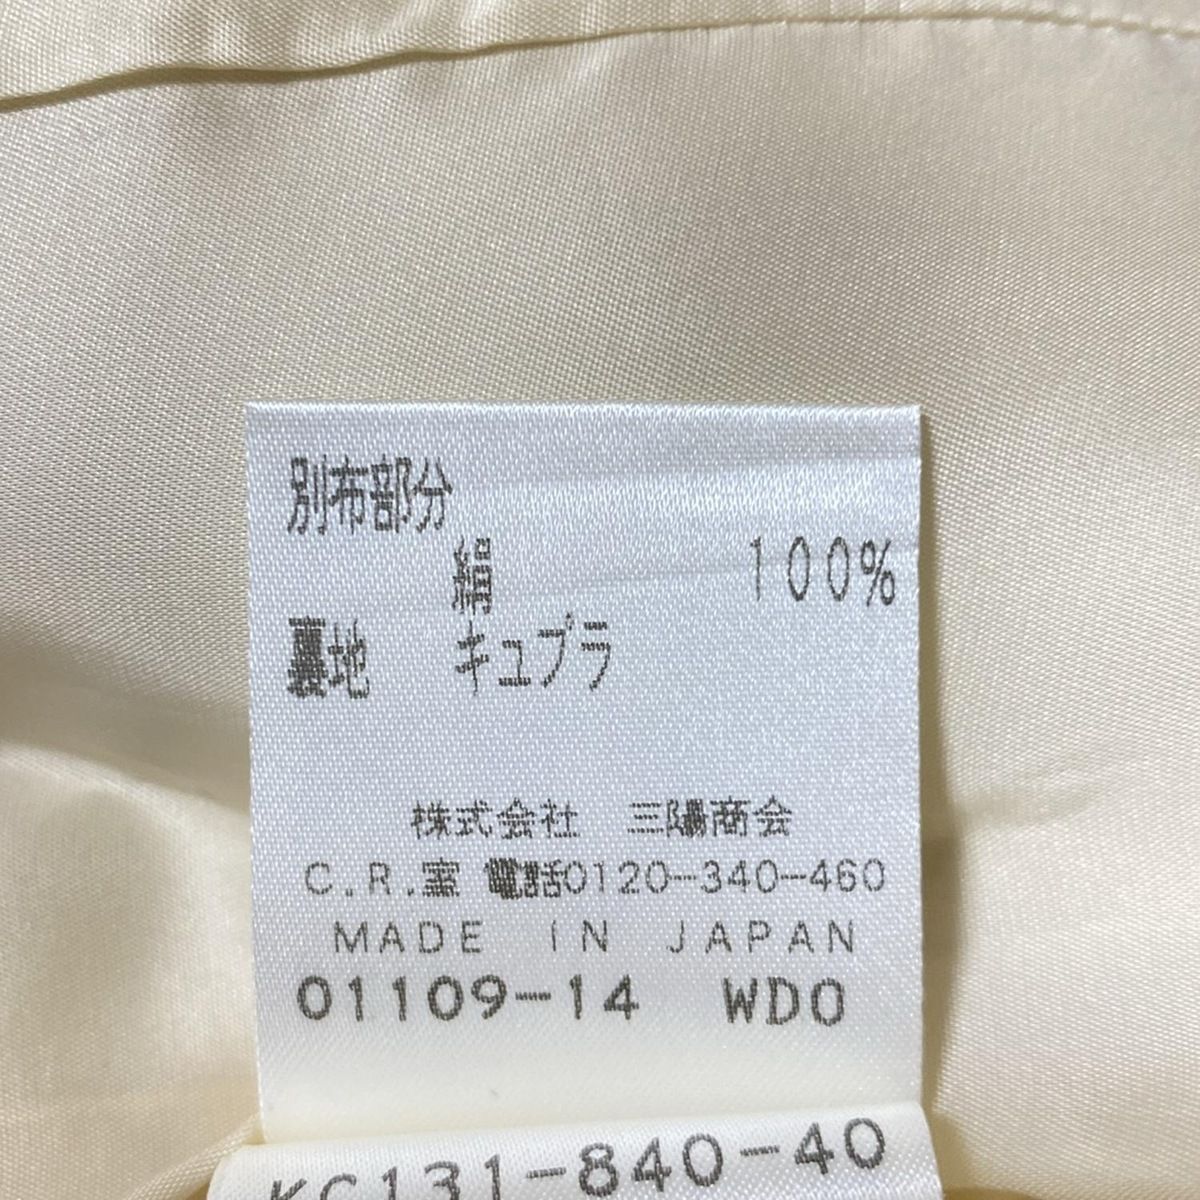 別布部分
絹 100%
裏地 キュプラ
株式会社 三陽商会
C.R.室 電話0120-340-460
MADE IN JAPAN
01109-14 WDO
KC131-840-40